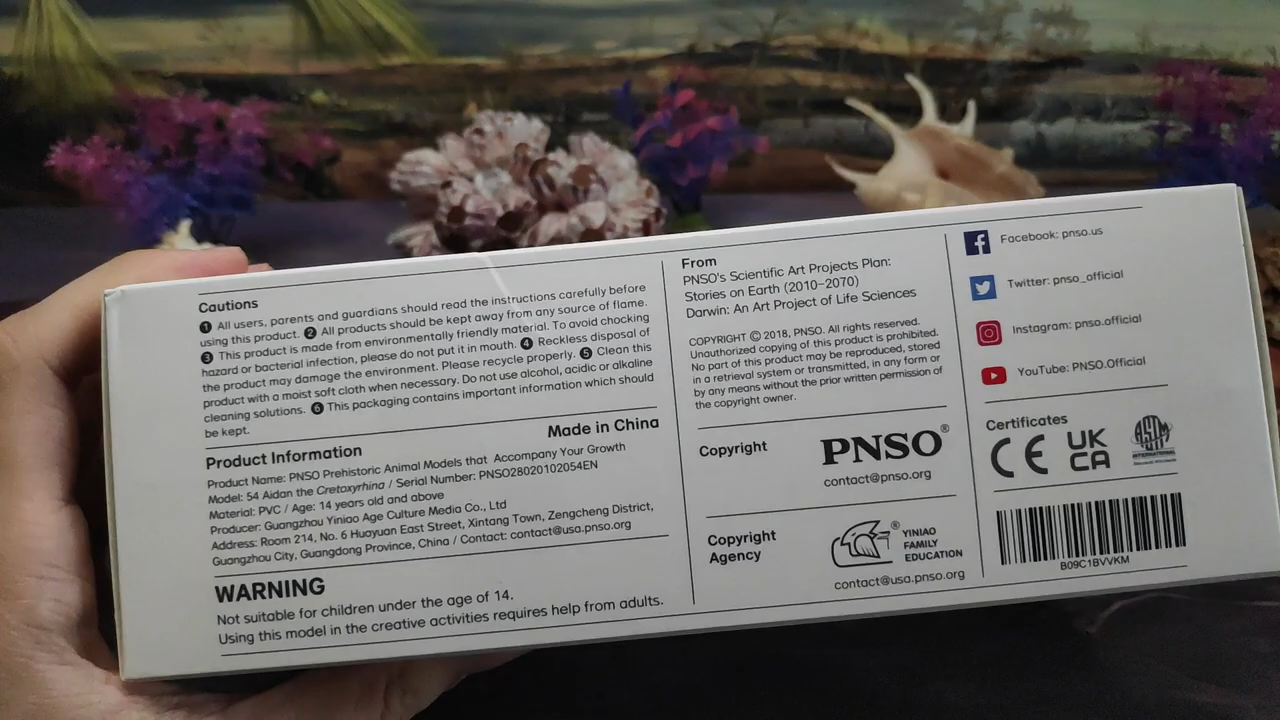 Cautions
❶ All users, parents and guardians should read the instructions carefully before
using this product. ❷ All products should be kept away from any source of flame.
❸ This product is made from environmentally friendly material. To avoid chocking
hazard or bacterial infection, please do not put it in mouth. ❹ Reckless disposal of
the product may damage the environment. Please recycle properly. ❺ Clean this
product with a moist soft cloth when necessary. Do not use alcohol, acidic or alkaline
cleaning solutions. ❻ This packaging contains important information which should
be kept.
Made in China
Product Information
Product Name: PNSO Prehistoric Animal Models that Accompany Your Growth
Model: 54 Aidan the Cretoxyrhina / Serial Number: PNSO28020102054EN
Material: PVC / Age: 14 years old and above
Producer: Guangzhou Yiniao Age Culture Media Co., Ltd
Address: Room 214, No. 6 Huayuan East Street, Xintang Town, Zengcheng District,
Guangzhou City, Guangdong Province, China / Contact: contact@usa.pnso.org
WARNING
Not suitable for children under the age of 14.
Using this model in the creative activities requires help from adults.
From
PNSO's Scientific Art Projects Plan:
Stories on Earth (2010-2070)
Darwin: An Art Project of Life Sciences
COPYRIGHT © 2018, PNSO. All rights reserved.
Unauthorized copying of this product is prohibited.
No part of this product may be reproduced, stored
in a retrieval system or transmitted, in any form or
by any means without the prior written permission of
the copyright owner.
Copyright
PNSO®
contact@pnso.org
Copyright
Agency
®
YINIAO
FAMILY
EDUCATION
contact@usa.pnso.org
Facebook: pnso.us
Twitter: pnso_official
Instagram: pnso.official
YouTube: PNSO.Official
Certificates
CE
UK
CA
ASTM
INTERNATIONAL
B09C1BVVKM